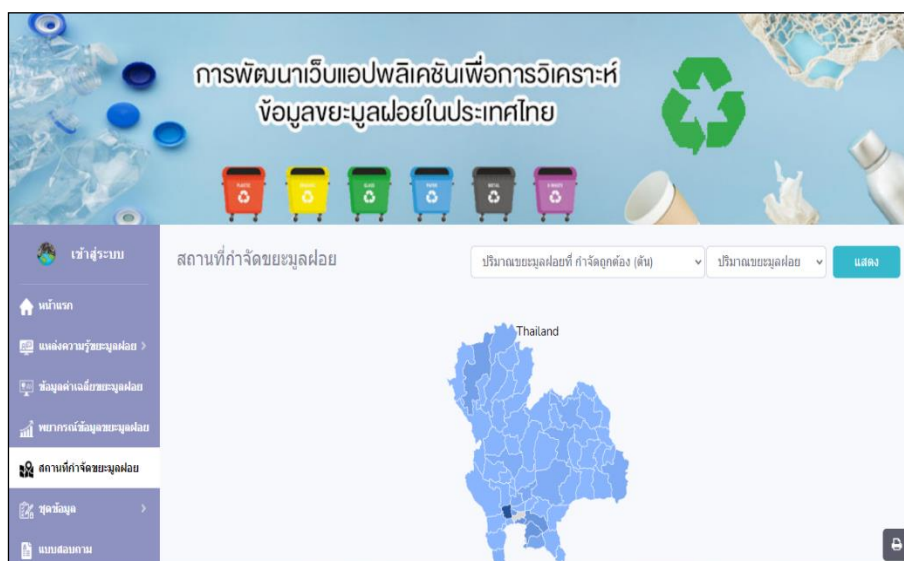 การพัฒนาเว็บแอปพลิเคชันเพื่อการวิเคราะห์
ข้อมูลขยะมูลฝอยในประเทศไทย
เข้าสู่ระบบ
สถานที่กำจัดขยะมูลฝอย
ปริมาณขยะมูลฝอยที่ กำจัดถูกต้อง (ตัน)
ปริมาณขยะมูลฝอย
แสดง
หน้าแรก
แหล่งความรู้ขยะมูลฝอย
ข้อมูลค่าเฉลี่ยขยะมูลฝอย
พยากรณ์ข้อมูลขยะมูลฝอย
สถานที่กำจัดขยะมูลฝอย
ชุดข้อมูล
แบบสอบถาม
Thailand